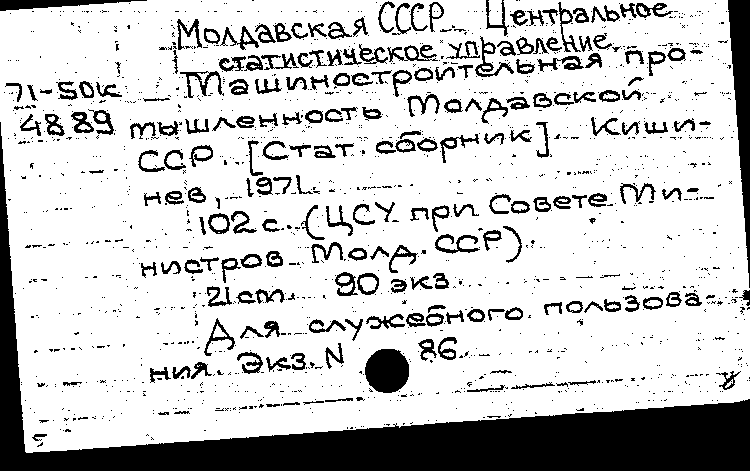 Молдавская СССР. Центральное
статистическое управление.
71-50к Машиностроительная про-
4889 мышленность Молдавской
ССР. [Стат. сборник]. Киши-
нев, 1971.
102 с. (ЦСУ при Совете Ми-
нистров Молд. ССР)
21 cm. 90 экз.
Для служебного пользова-
ния. Экз. N 86.